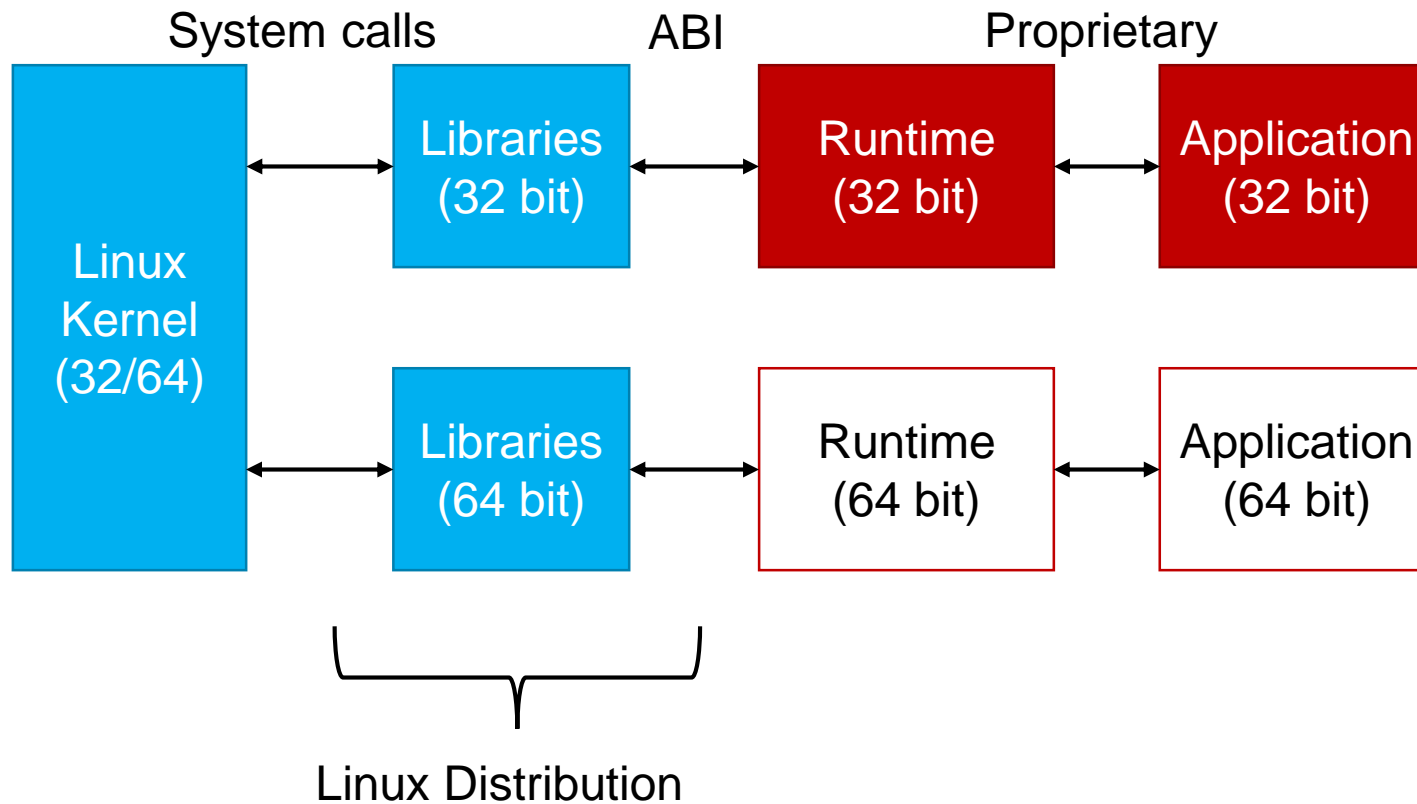 System calls
ABI
Proprietary
Linux
Kernel
(32/64)
Libraries
(32 bit)
Runtime
(32 bit)
Application
(32 bit)
Libraries
(64 bit)
Runtime
(64 bit)
Application
(64 bit)
Linux Distribution